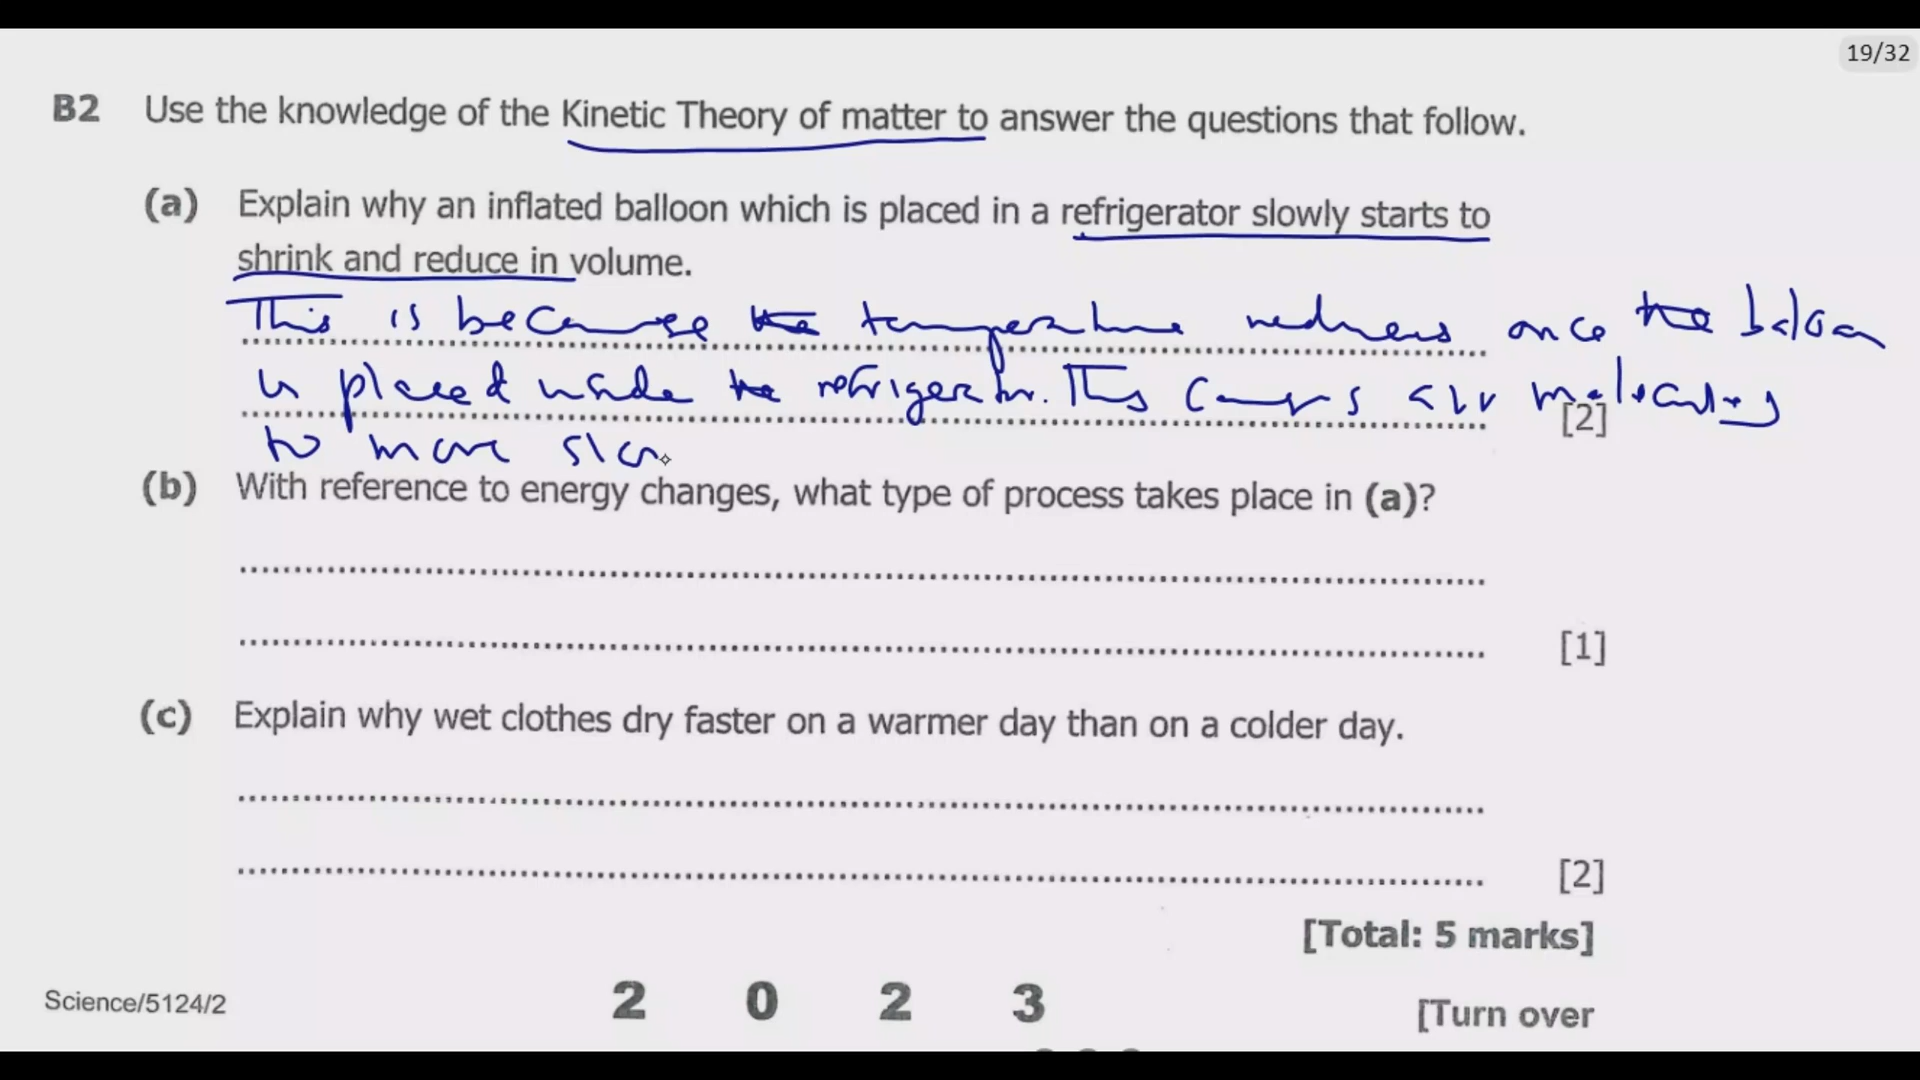 19/32
B2 Use the knowledge of the Kinetic Theory of matter to answer the questions that follow.
(a) Explain why an inflated balloon which is placed in a refrigerator slowly starts to
shrink and reduce in volume.
This is because the temperature reduces once the baloon
is placed inside the refrigerator. This causes air molecules
[2]
to move slow
(b) With reference to energy changes, what type of process takes place in (a)?
[1]
(c) Explain why wet clothes dry faster on a warmer day than on a colder day.
[2]
[Total: 5 marks]
Science/5124/2 2 0 2 3 [Turn over